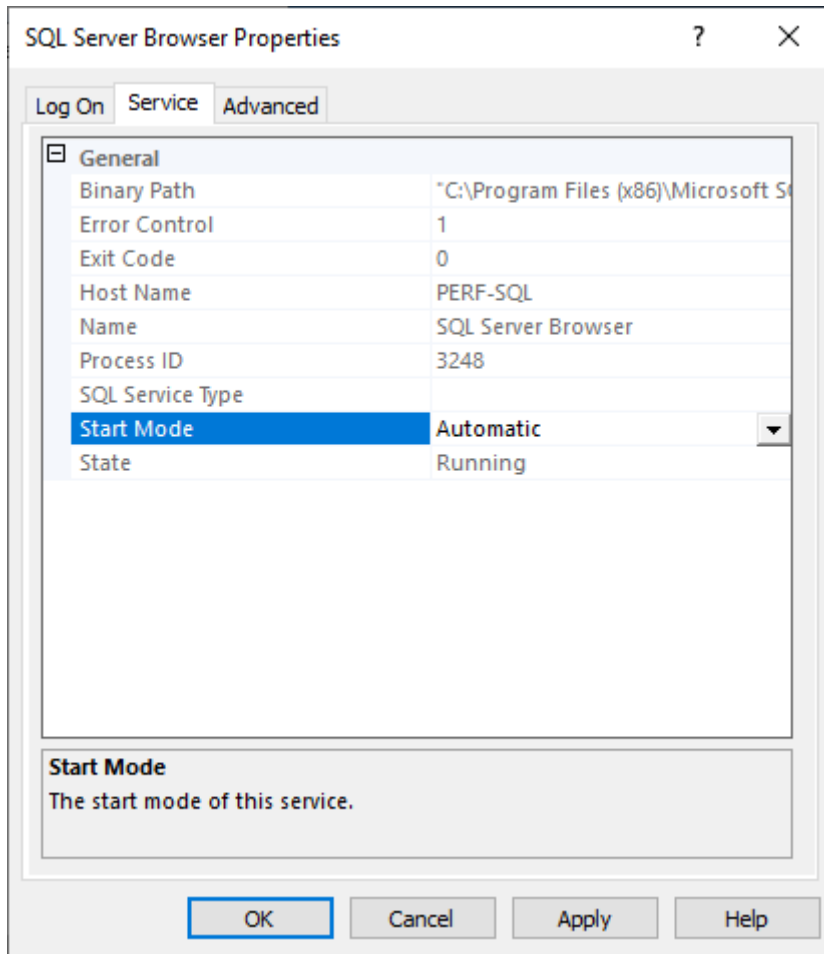 SQL Server Browser Properties ?
Log On Service Advanced
General
Binary Path "C:\Program Files (x86)\Microsoft
Error Control 1
Exit Code 0
Host Name PERF-SQL
Name SQL Server Browser
Process ID 3248
SQL Service Type
Start Mode Automatic
State Running
Start Mode
The start mode of this service.
OK Cancel Apply Help